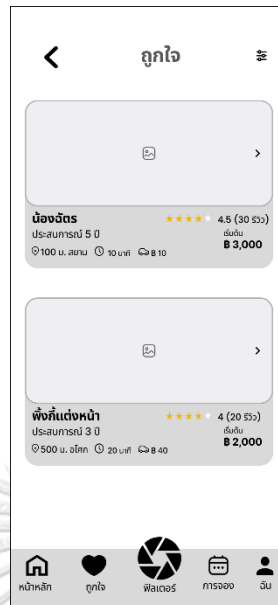 ถูกใจ
น้องฉัตร
4.5 (30 รีวิว)
ประสบการณ์ 5 ปี
เริ่มต้น
฿ 3,000
100 ม. สยาม 10 นาที ฿ 10
พิ้งกี้แต่งหน้า
4 (20 รีวิว)
ประสบการณ์ 3 ปี
เริ่มต้น
฿ 2,000
500 ม. อโศก 20 นาที ฿ 40
หน้าหลัก ถูกใจ ฟิลเตอร์ การจอง ฉัน